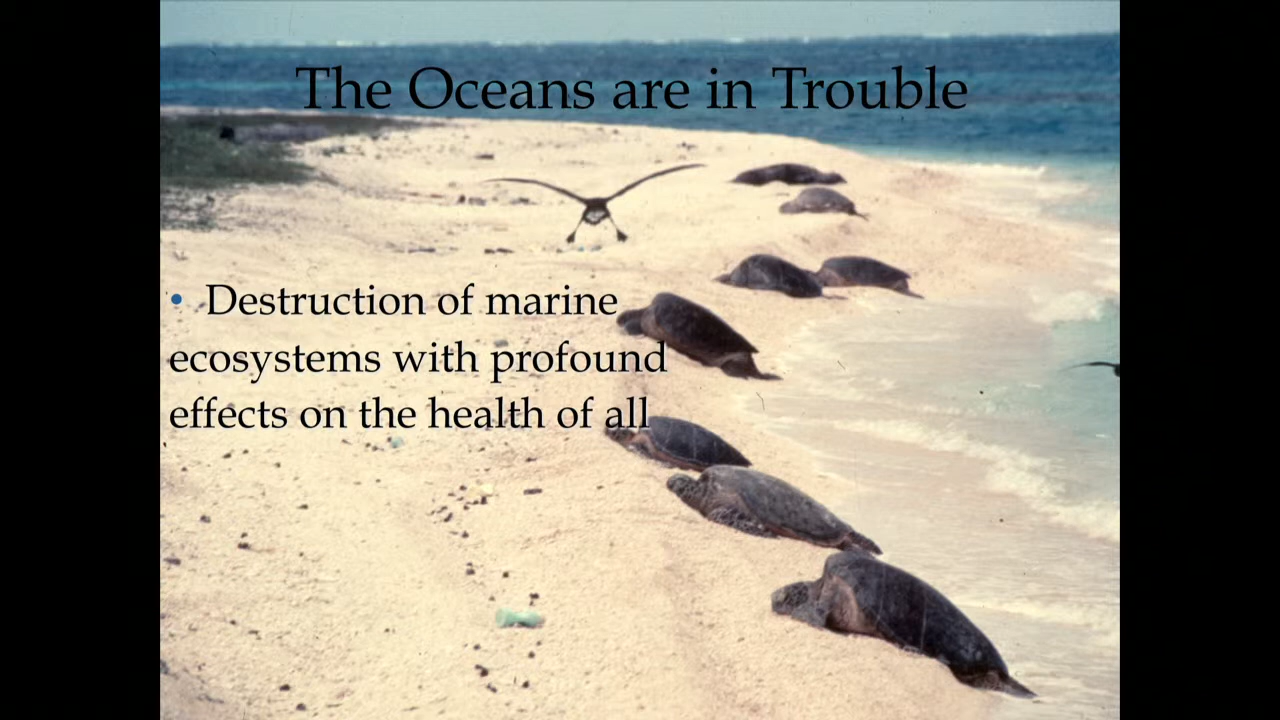 The Oceans are in Trouble
• Destruction of marine
ecosystems with profound
effects on the health of all